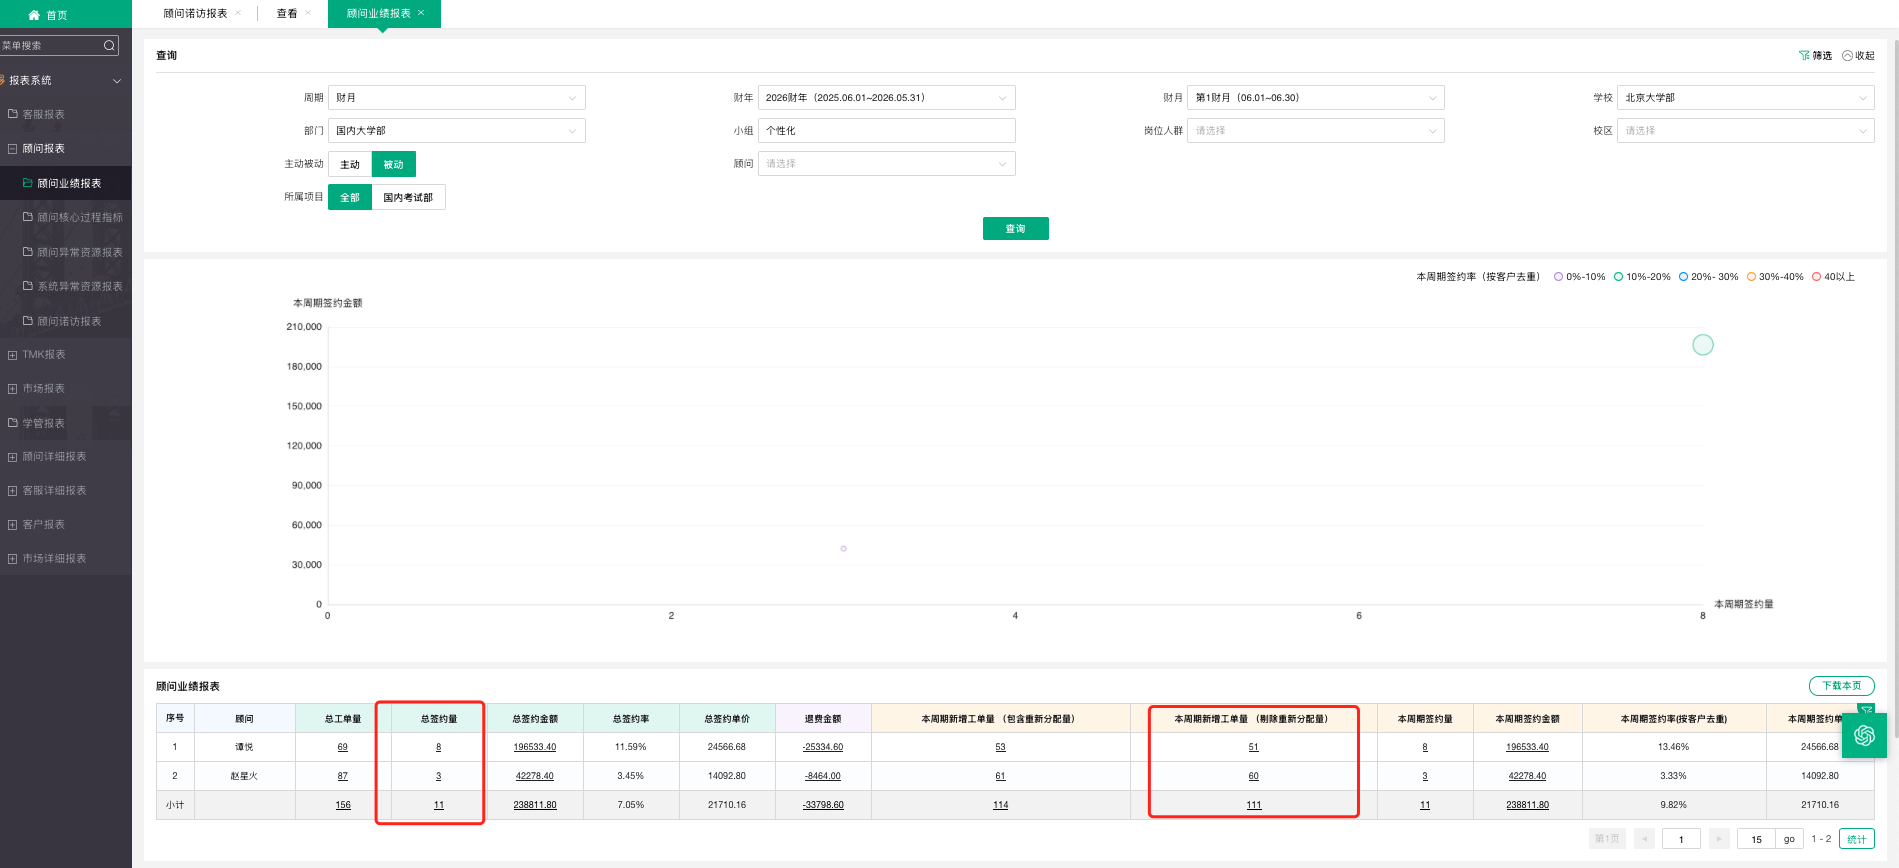 首页
顾问诺访报表 ×
查看 ×
顾问业绩报表 ×
菜单搜索
报表系统
客服报表
顾问报表
顾问业绩报表
顾问核心过程指标
顾问异常资源报表
系统异常资源报表
顾问诺访报表
TMK报表
市场报表
学管报表
顾问详细报表
客服详细报表
客户报表
市场详细报表
查询
筛选 收起
周期 财月 财年 2026财年（2025.06.01~2026.05.31） 财月 第1财月（06.01~06.30） 学校 北京大学部
部门 国内大学部 小组 个性化 岗位人群 请选择 校区 请选择
主动被动 主动 被动 顾问 请选择
所属项目 全部 国内考试部
查询
本周期签约率（按客户去重） 0%-10% 10%-20% 20%- 30% 30%-40% 40以上
本周期签约金额
210,000
180,000
150,000
120,000
90,000
60,000
30,000
0
0 2 4 6 8
本周期签约量
顾问业绩报表
下载本页
序号 顾问 总工单量 总签约量 总签约金额 总签约率 总签约单价 退费金额 本周期新增工单量 （包含重新分配量） 本周期新增工单量 （剔除重新分配量） 本周期签约量 本周期签约金额 本周期签约率(按客户去重) 本周期签约单
1 谭悦 69 8 196533.40 11.59% 24566.68 -25334.60 53 51 8 196533.40 13.46% 24566.68
2 赵星火 87 3 42278.40 3.45% 14092.80 -8464.00 61 60 3 42278.40 3.33% 14092.80
小计 156 11 238811.80 7.05% 21710.16 -33798.60 114 111 11 238811.80 9.82% 21710.16
第1页 1 15 go 1 - 2 统计